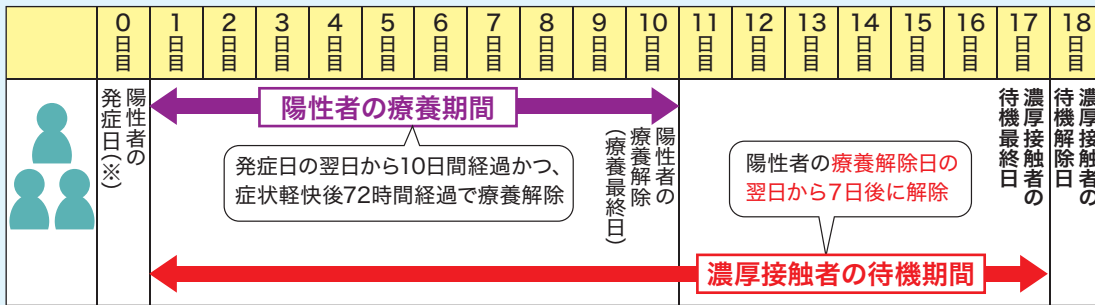 0日目
1日目
2日目
3日目
4日目
5日目
6日目
7日目
8日目
9日目
10日目
11日目
12日目
13日目
14日目
15日目
16日目
17日目
18日目
陽性者の
発症日(※)
陽性者の療養期間
発症日の翌日から10日間経過かつ、
症状軽快後72時間経過で療養解除
陽性者の
療養解除
(療養最終日)
陽性者の療養解除日の
翌日から7日後に解除
濃厚接触者の
待機最終日
濃厚接触者の
待機解除日
濃厚接触者の待機期間